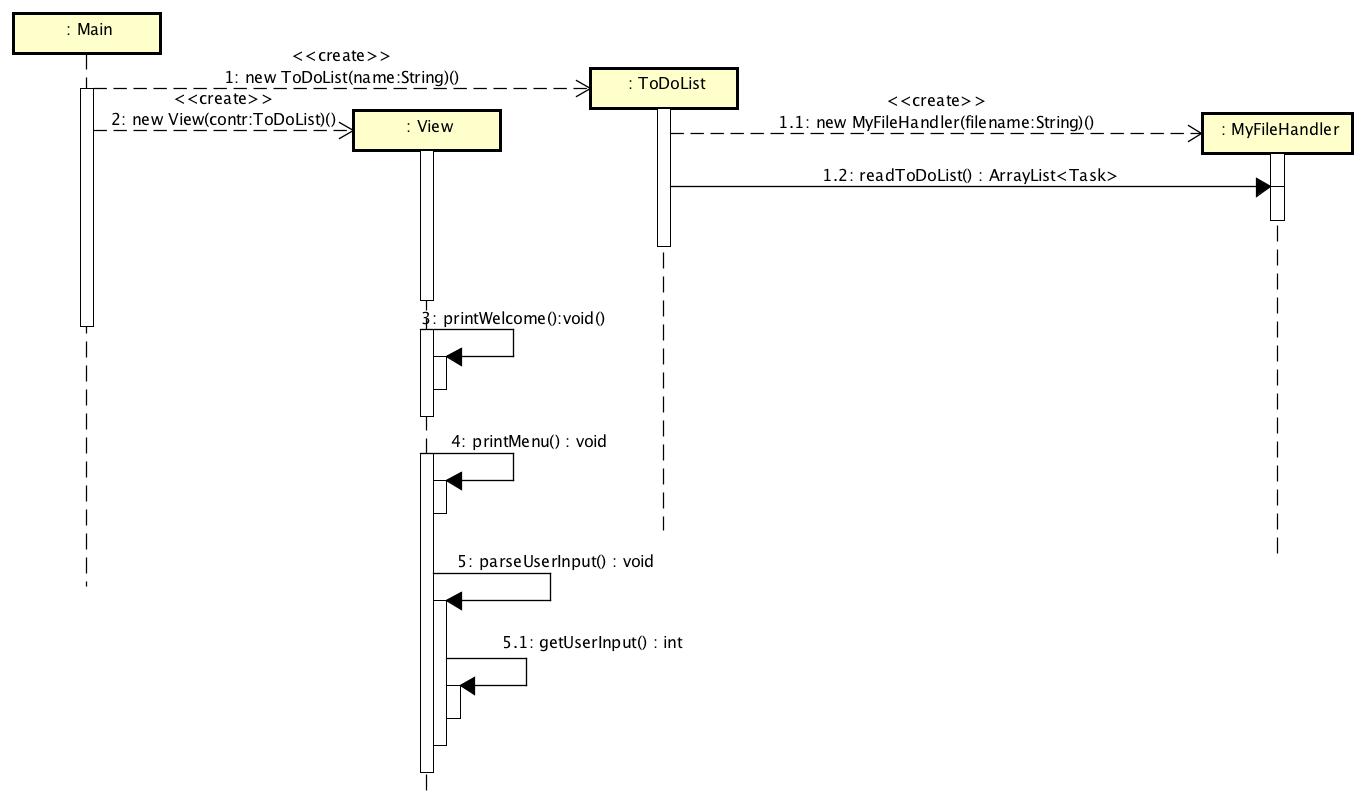 : Main
<<create>>
1: new ToDoList(name:String)()
: ToDoList
<<create>>
2: new View(contr:ToDoList)()
: View
<<create>>
1.1: new MyFileHandler(filename:String)()
: MyFileHandler
1.2: readToDoList() : ArrayList<Task>
3: printWelcome():void()
4: printMenu() : void
5: parseUserInput() : void
5.1: getUserInput() : int